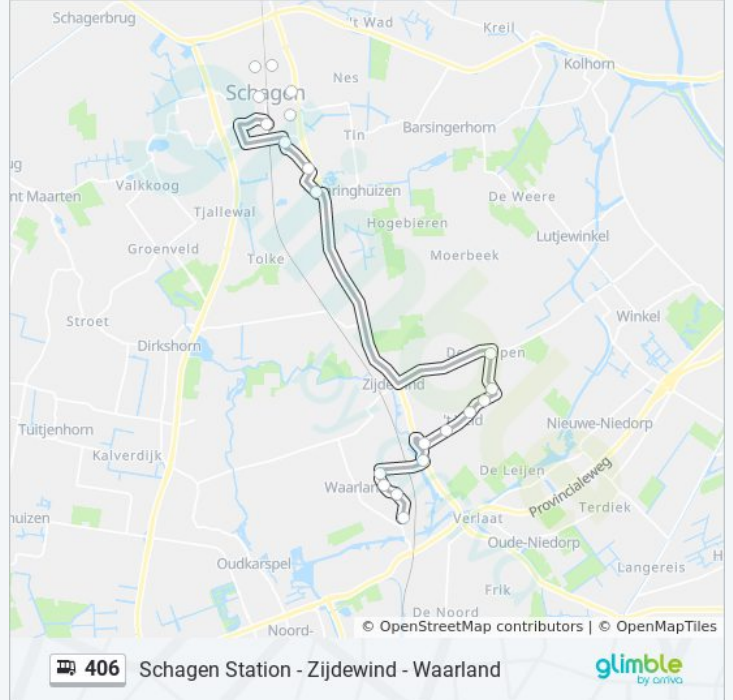 Schagerbrug
't Wad
Kreil
Kolhorn
Nes
Schagen
Tin
Barsingerhorn
Valkkoog
nt Maarten
De Weere
Tjallewal
Hogebieren
Lutjewinkel
Groenveld
Tolke
Moerbeek
Winkel
Stroet
Dirkshorn
Zijdewind
Tuitjenhorn
Nieuwe-Niedorp
Kalverdijk
De Leijen
Provincialeweg
Terdiek
huizen
Verlaat
Oude-Niedorp
Oudkarspel
Langereis
Frik
De Noord
Noord-
© OpenStreetMap contributors | © OpenMapTiles
406 Schagen Station - Zijdewind - Waarland
glimble
by arriva